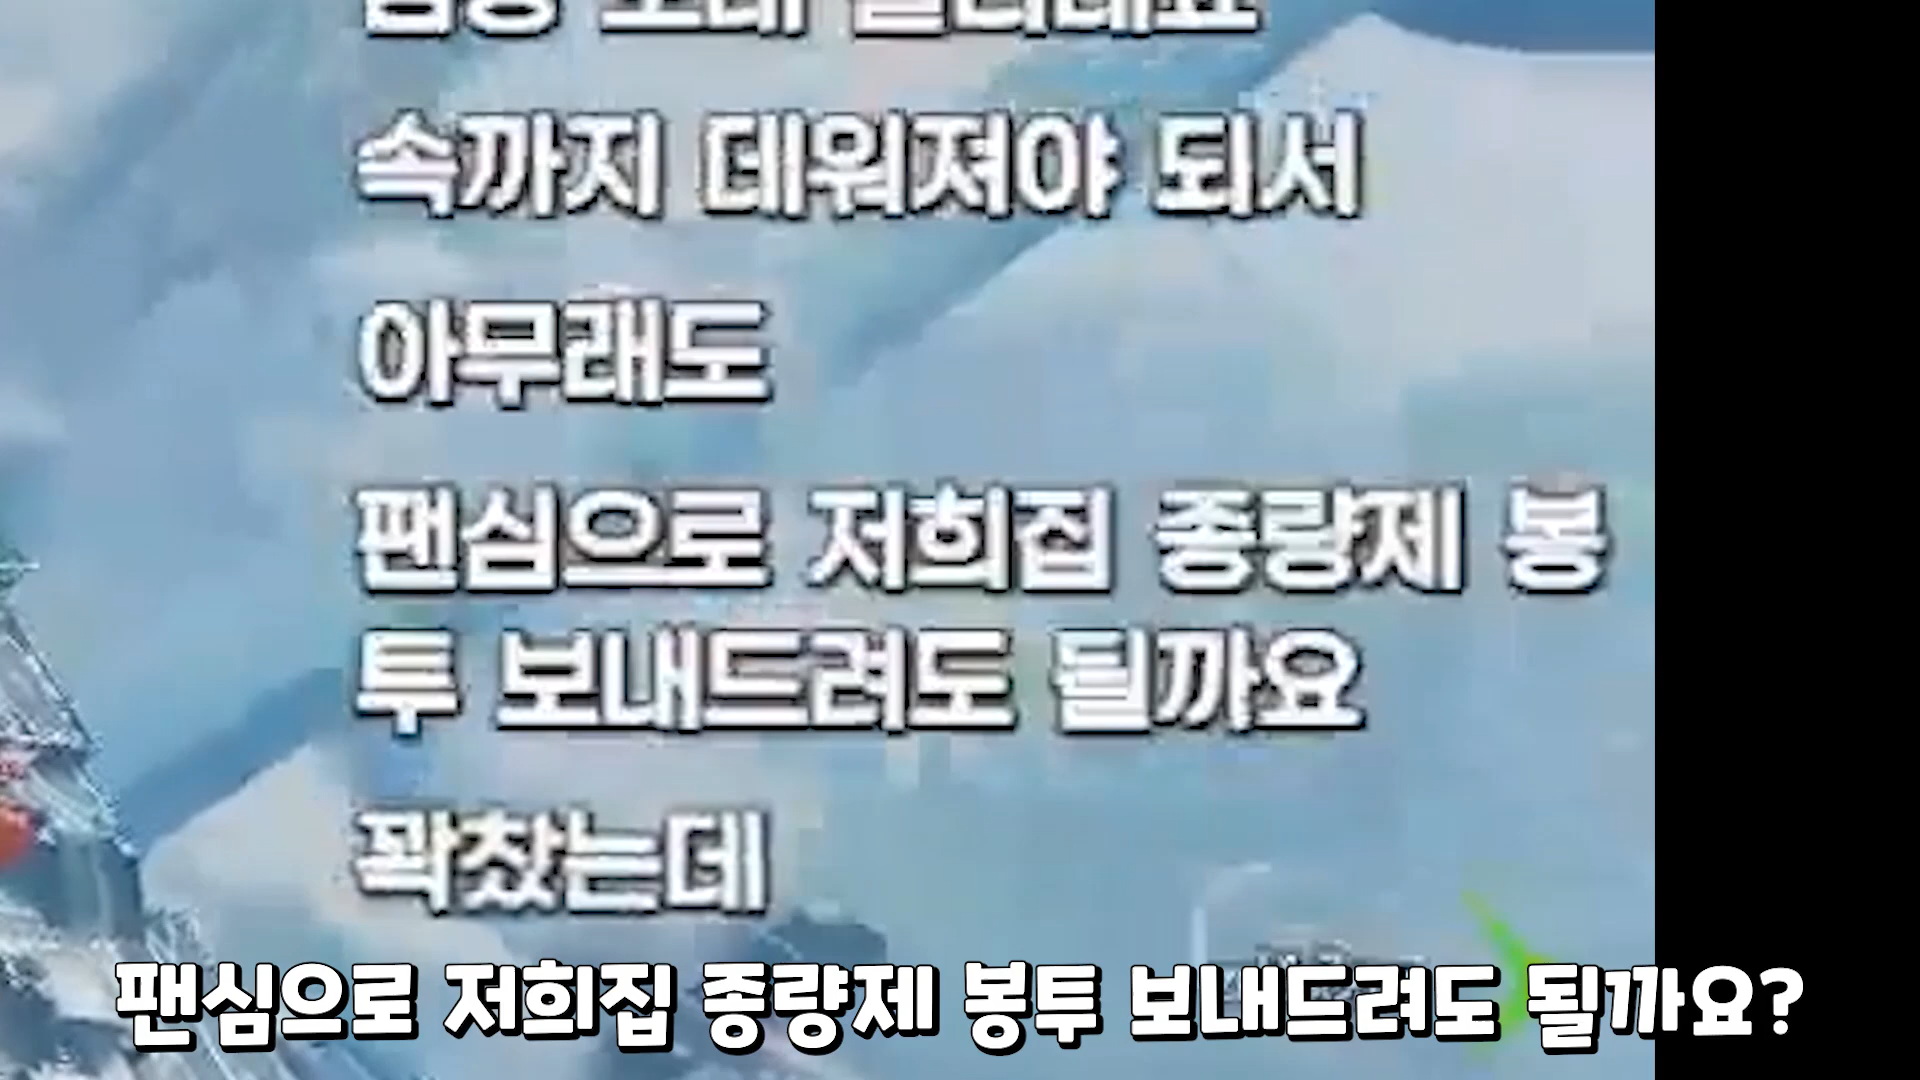 속까지 데워져야 되서
아무래도
팬심으로 저희집 종량제 봉
투 보내드려도 될까요
꽉찼는데
팬심으로 저희집 종량제 봉투 보내드려도 될까요?